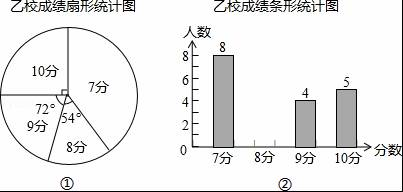 乙校成绩扇形统计图
10分
7分
72°
54°
9分
8分
①
乙校成绩条形统计图
人数
8
8
6
5
4
4
2
0
7分
8分
9分
10分
分数
②